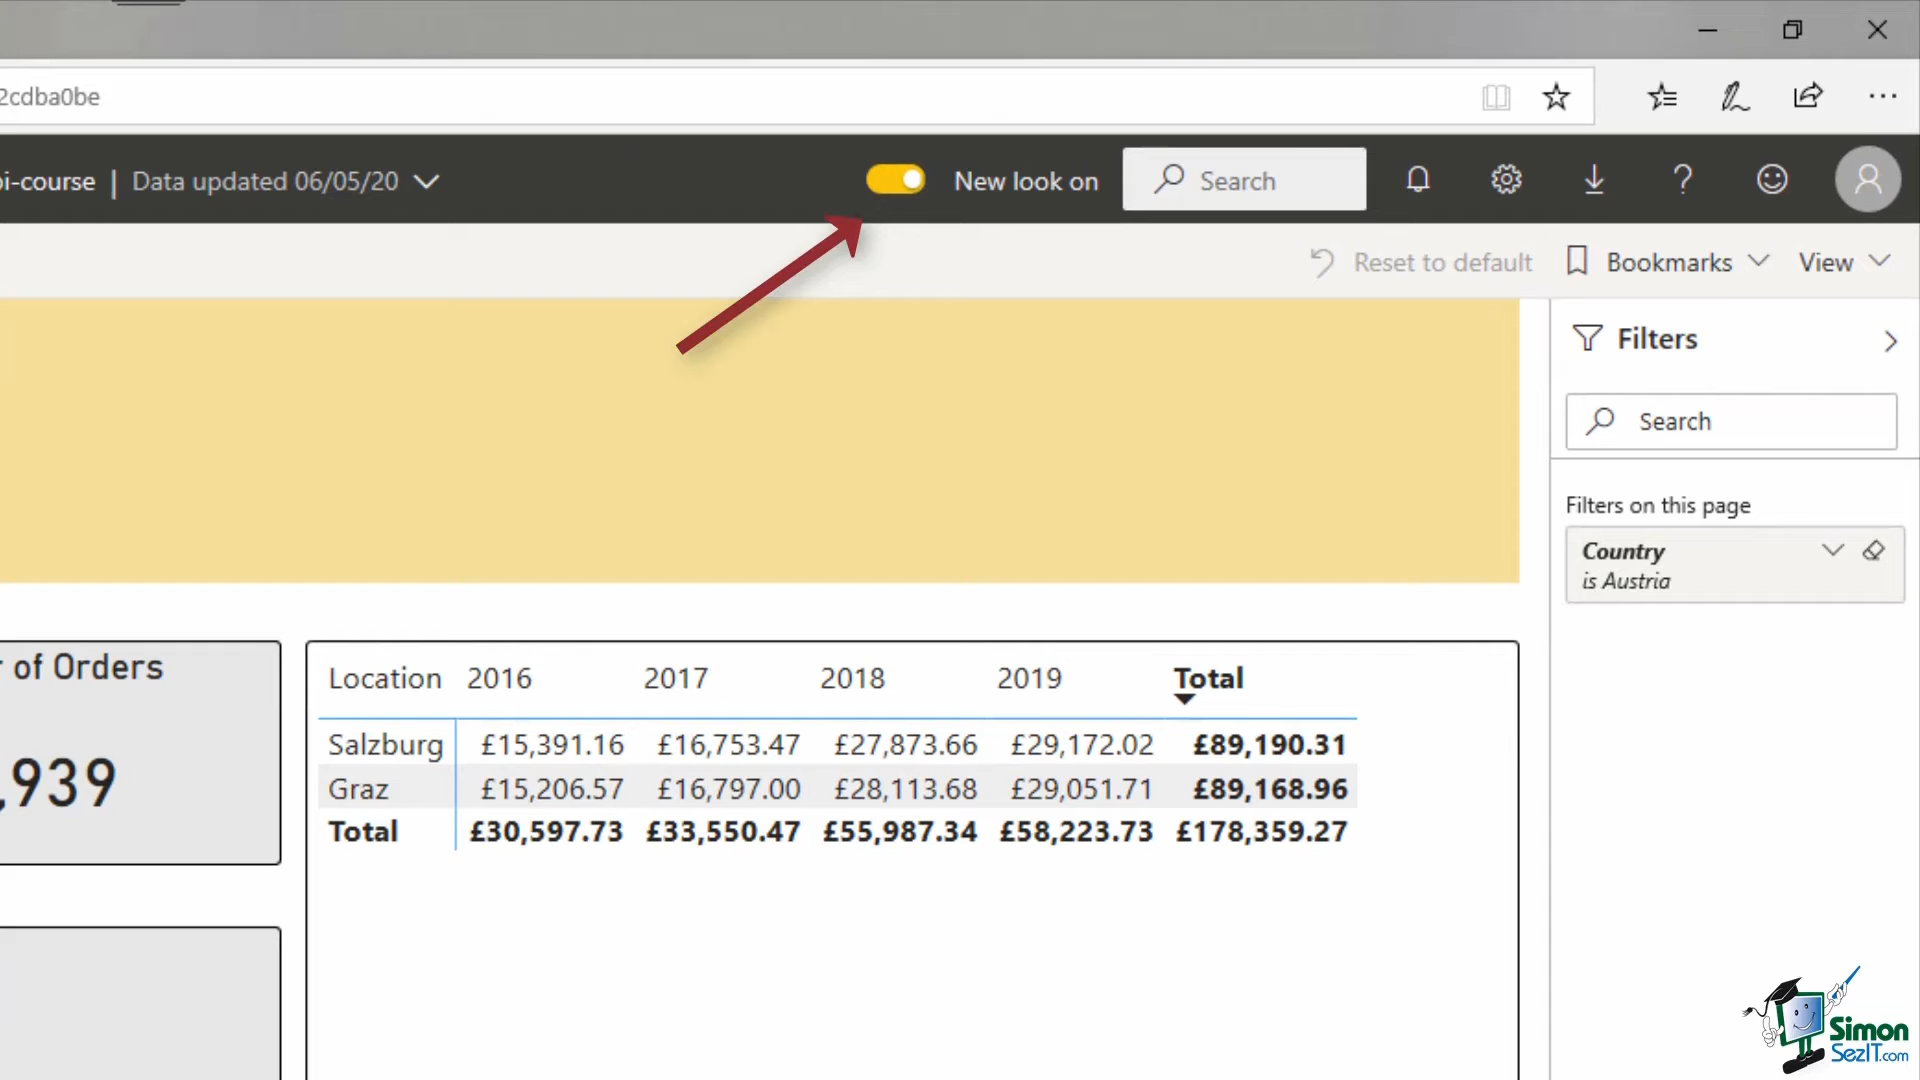 2cdba0be
bi-course | Data updated 06/05/20
New look on
Search
Reset to default
Bookmarks
View
Filters
Search
Filters on this page
Country
is Austria
r of Orders
,939
Location 2016 2017 2018 2019 Total
Salzburg £15,391.16 £16,753.47 £27,873.66 £29,172.02 £89,190.31
Graz £15,206.57 £16,797.00 £28,113.68 £29,051.71 £89,168.96
Total £30,597.73 £33,550.47 £55,987.34 £58,223.73 £178,359.27
Simon
SezIT.com